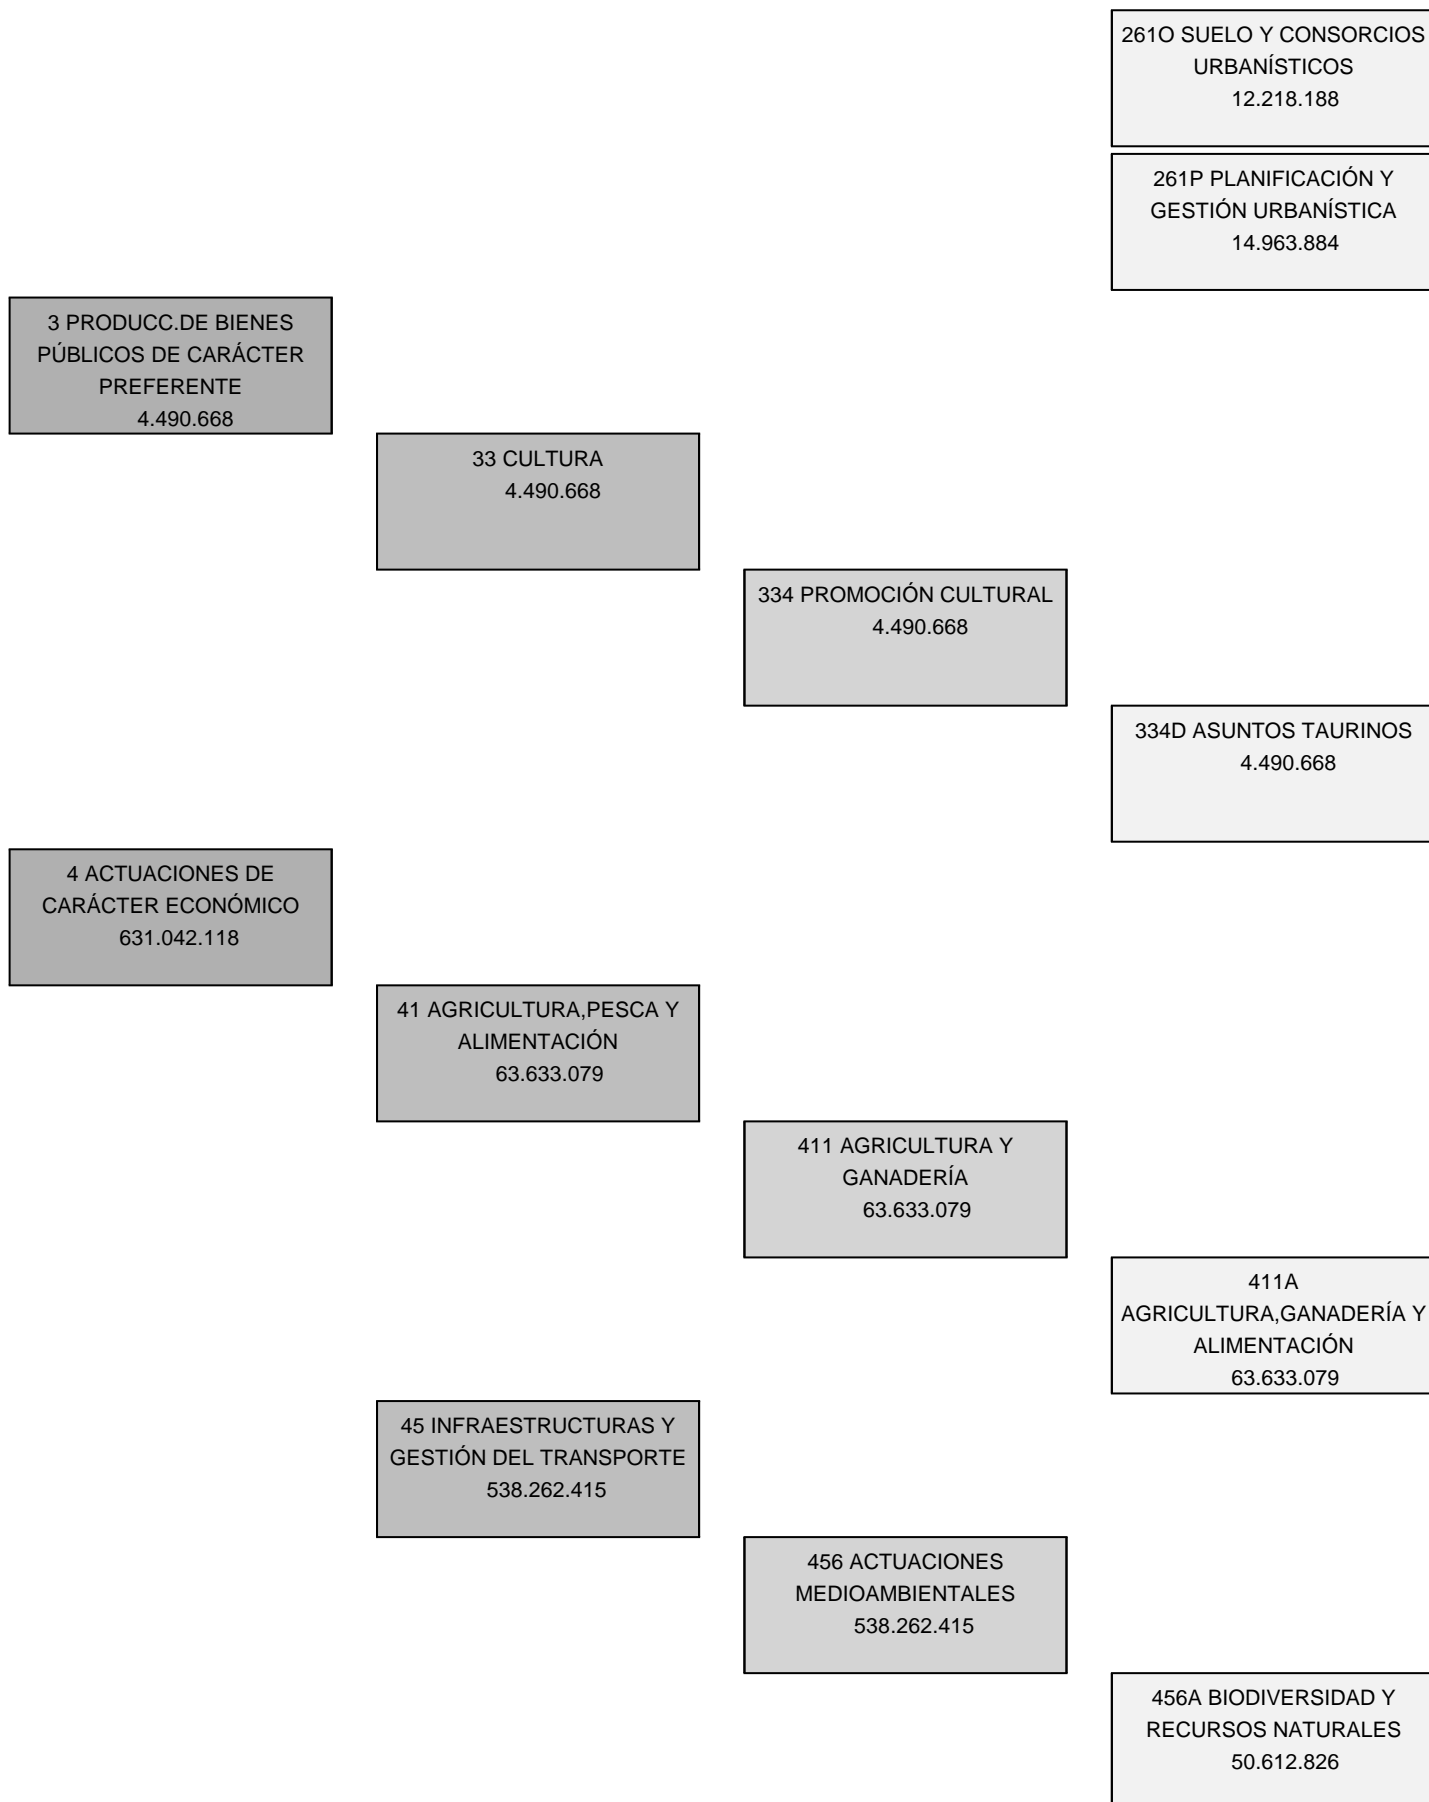 261O SUELO Y CONSORCIOS
URBANÍSTICOS
12.218.188
261P PLANIFICACIÓN Y
GESTIÓN URBANÍSTICA
14.963.884
3 PRODUCC.DE BIENES
PÚBLICOS DE CARÁCTER
PREFERENTE
4.490.668
33 CULTURA
4.490.668
334 PROMOCIÓN CULTURAL
4.490.668
334D ASUNTOS TAURINOS
4.490.668
4 ACTUACIONES DE
CARÁCTER ECONÓMICO
631.042.118
41 AGRICULTURA,PESCA Y
ALIMENTACIÓN
63.633.079
411 AGRICULTURA Y
GANADERÍA
63.633.079
411A
AGRICULTURA,GANADERÍA Y
ALIMENTACIÓN
63.633.079
45 INFRAESTRUCTURAS Y
GESTIÓN DEL TRANSPORTE
538.262.415
456 ACTUACIONES
MEDIOAMBIENTALES
538.262.415
456A BIODIVERSIDAD Y
RECURSOS NATURALES
50.612.826